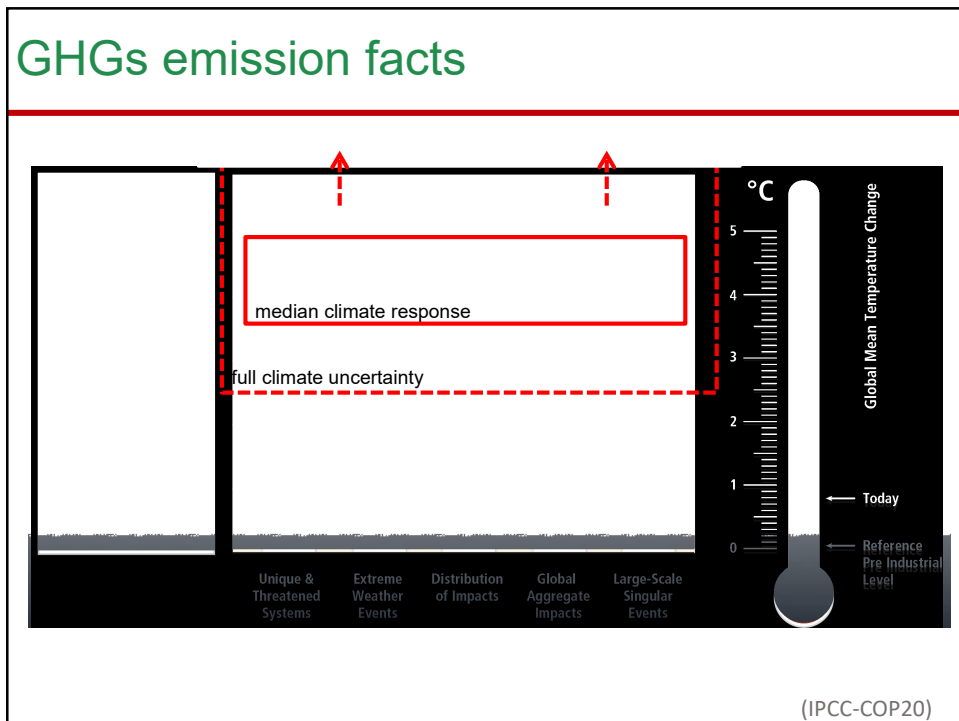 GHGs emission facts
°C
Global Mean Temperature Change
5
4
3
2
1
0
median climate response
full climate uncertainty
Today
Reference
Pre Industrial
Level
Unique &
Threatened
Systems
Extreme
Weather
Events
Distribution
of Impacts
Global
Aggregate
Impacts
Large-Scale
Singular
Events
(IPCC-COP20)